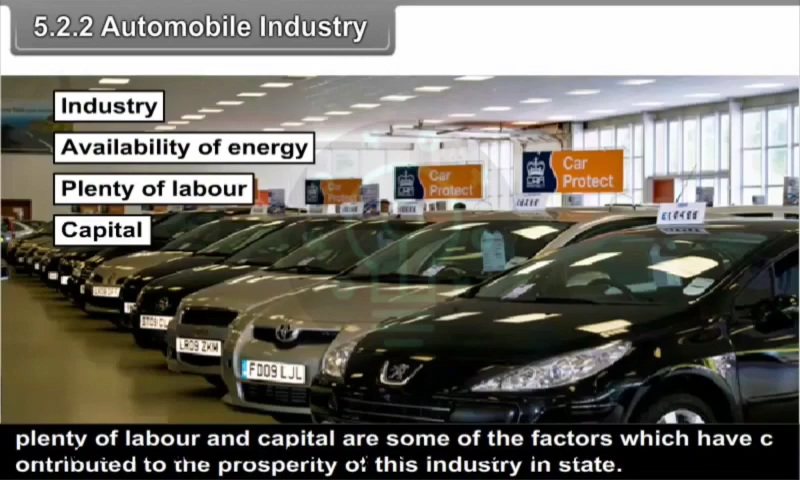 5.2.2 Automobile Industry
Industry
Availability of energy
Plenty of labour
Capital
Car
Protect
Car
Protect
LR09 ZKM
FD09 LJL
plenty of labour and capital are some of the factors which have c
ontributed to the prosperity of this industry in state.